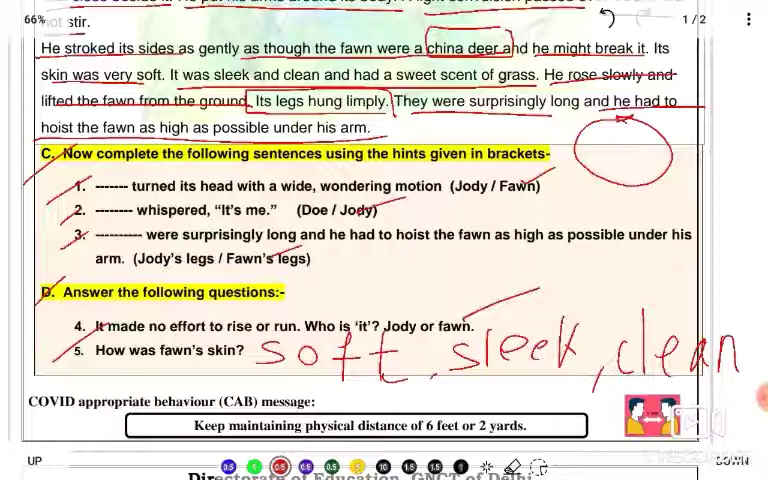 66%
not stir.
1 / 2
He stroked its sides as gently as though the fawn were a china deer and he might break it. Its
skin was very soft. It was sleek and clean and had a sweet scent of grass. He rose slowly and
lifted the fawn from the ground. Its legs hung limply. They were surprisingly long and he had to
hoist the fawn as high as possible under his arm.
C. Now complete the following sentences using the hints given in brackets-
1. ------- turned its head with a wide, wondering motion (Jody / Fawn)
2. -------- whispered, “It’s me.” (Doe / Jody)
3. ---------- were surprisingly long and he had to hoist the fawn as high as possible under his
arm. (Jody’s legs / Fawn’s legs)
D. Answer the following questions:-
4. It made no effort to rise or run. Who is ‘it’? Jody or fawn.
5. How was fawn’s skin? soft, sleek, clean
COVID appropriate behaviour (CAB) message:
Keep maintaining physical distance of 6 feet or 2 yards.
UP
DOWN
Directorate of Education, GNCT of Delhi